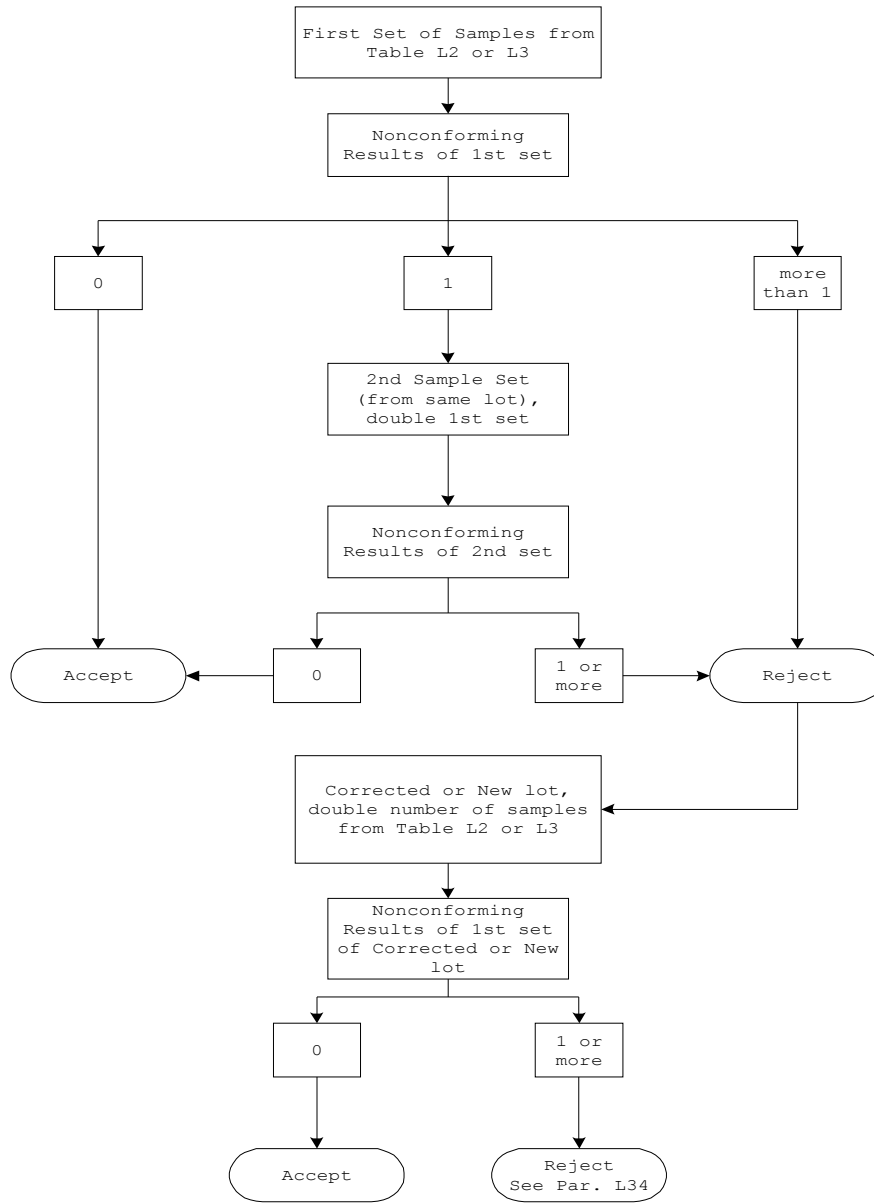 First Set of Samples from
Table L2 or L3
Nonconforming
Results of 1st set
0
1
more
than 1
2nd Sample Set
(from same lot),
double 1st set
Nonconforming
Results of 2nd set
Accept
0
1 or
more
Reject
Corrected or New lot,
double number of samples
from Table L2 or L3
Nonconforming
Results of 1st set
of Corrected or New
lot
0
1 or
more
Accept
Reject
See Par. L34